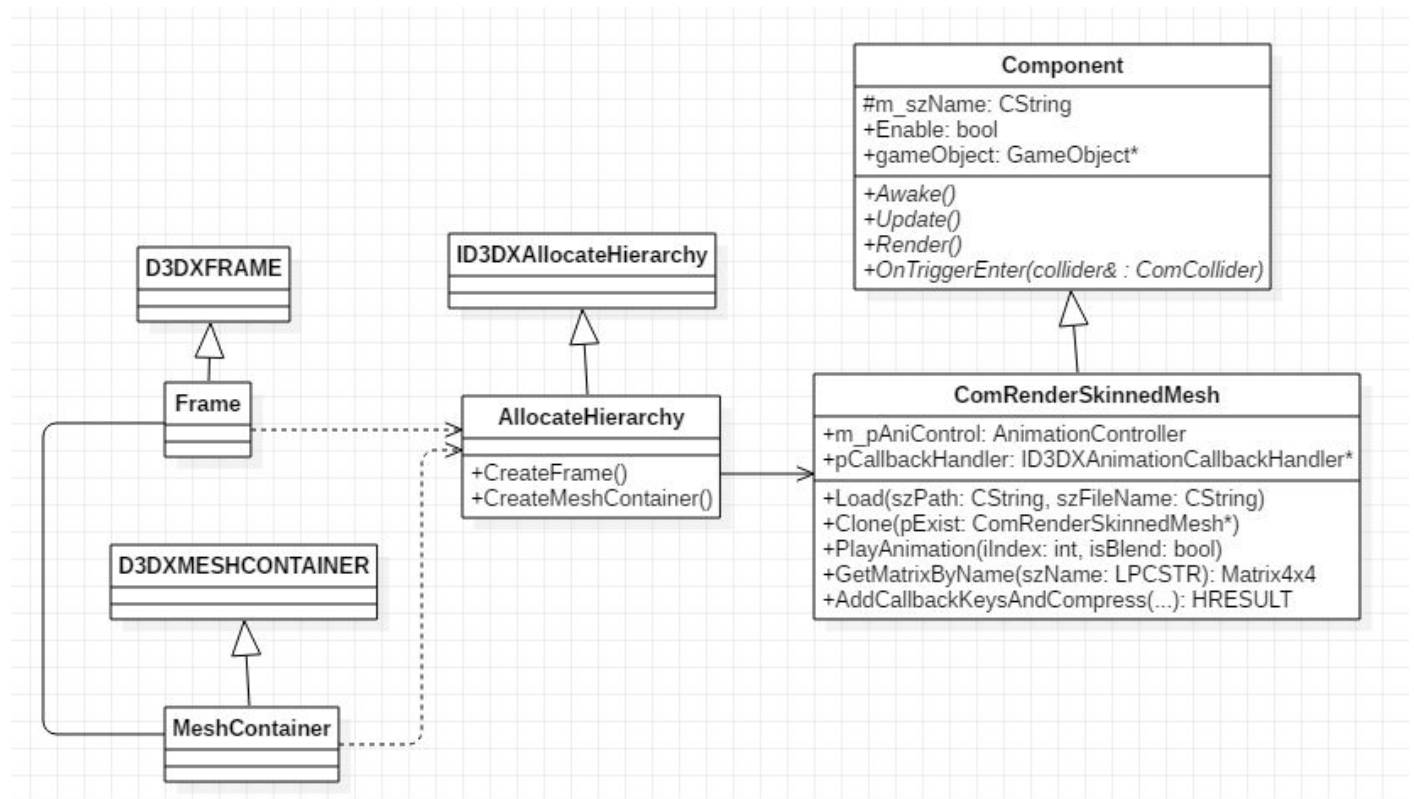 Component
#m_szName: CString
+Enable: bool
+gameObject: GameObject*
+Awake()
+Update()
+Render()
+OnTriggerEnter(collider& : ComCollider)
D3DXFRAME
ID3DXAllocateHierarchy
Frame
AllocateHierarchy
+CreateFrame()
+CreateMeshContainer()
ComRenderSkinnedMesh
+m_pAniControl: AnimationController
+pCallbackHandler: ID3DXAnimationCallbackHandler*
+Load(szPath: CString, szFileName: CString)
+Clone(pExist: ComRenderSkinnedMesh*)
+PlayAnimation(iIndex: int, isBlend: bool)
+GetMatrixByName(szName: LPCSTR): Matrix4x4
+AddCallbackKeysAndCompress(...): HRESULT
D3DXMESHCONTAINER
MeshContainer